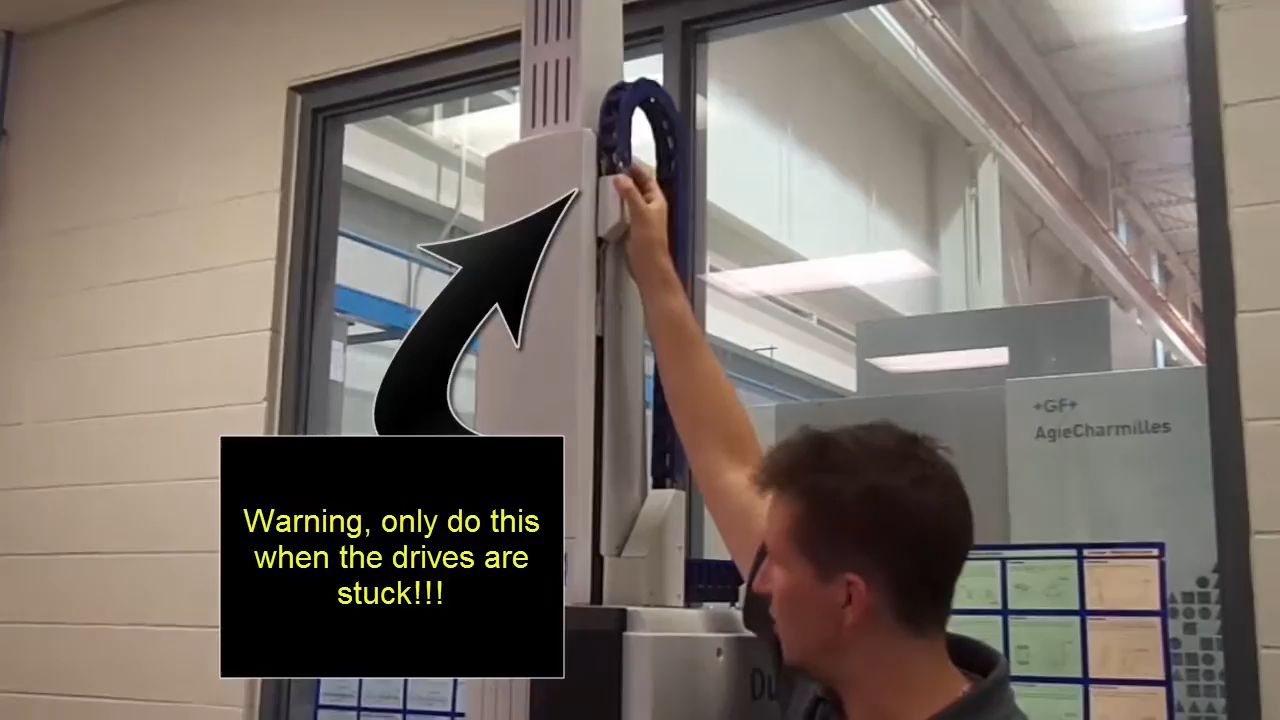 +GF+
AgieCharmilles
Warning, only do this
when the drives are
stuck!!!